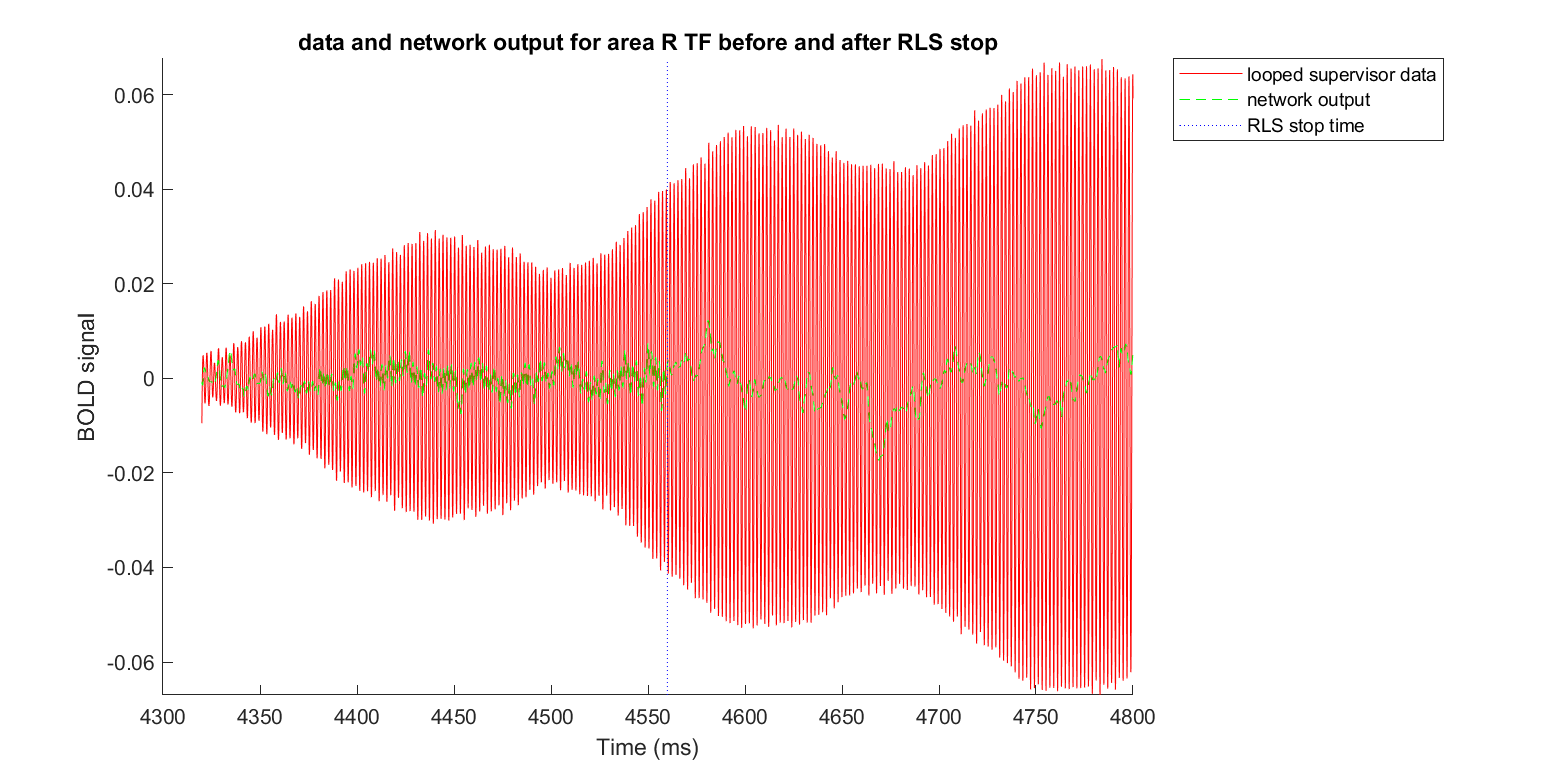 data and network output for area R TF before and after RLS stop
looped supervisor data
network output
RLS stop time
BOLD signal
0.06
0.04
0.02
0
-0.02
-0.04
-0.06
4300 4350 4400 4450 4500 4550 4600 4650 4700 4750 4800
Time (ms)